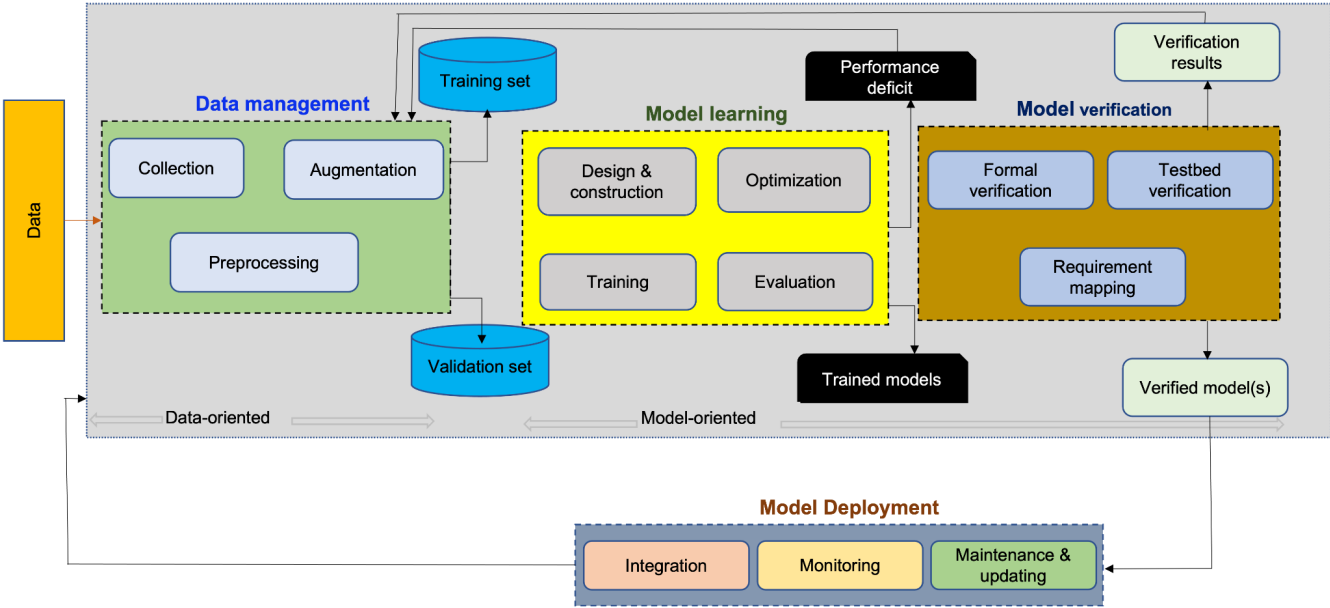 Data
Data management
Collection
Augmentation
Preprocessing
Training set
Validation set
Model learning
Design &
construction
Optimization
Training
Evaluation
Performance
deficit
Trained models
Model verification
Formal
verification
Testbed
verification
Requirement
mapping
Verification
results
Verified model(s)
Data-oriented
Model-oriented
Model Deployment
Integration
Monitoring
Maintenance &
updating